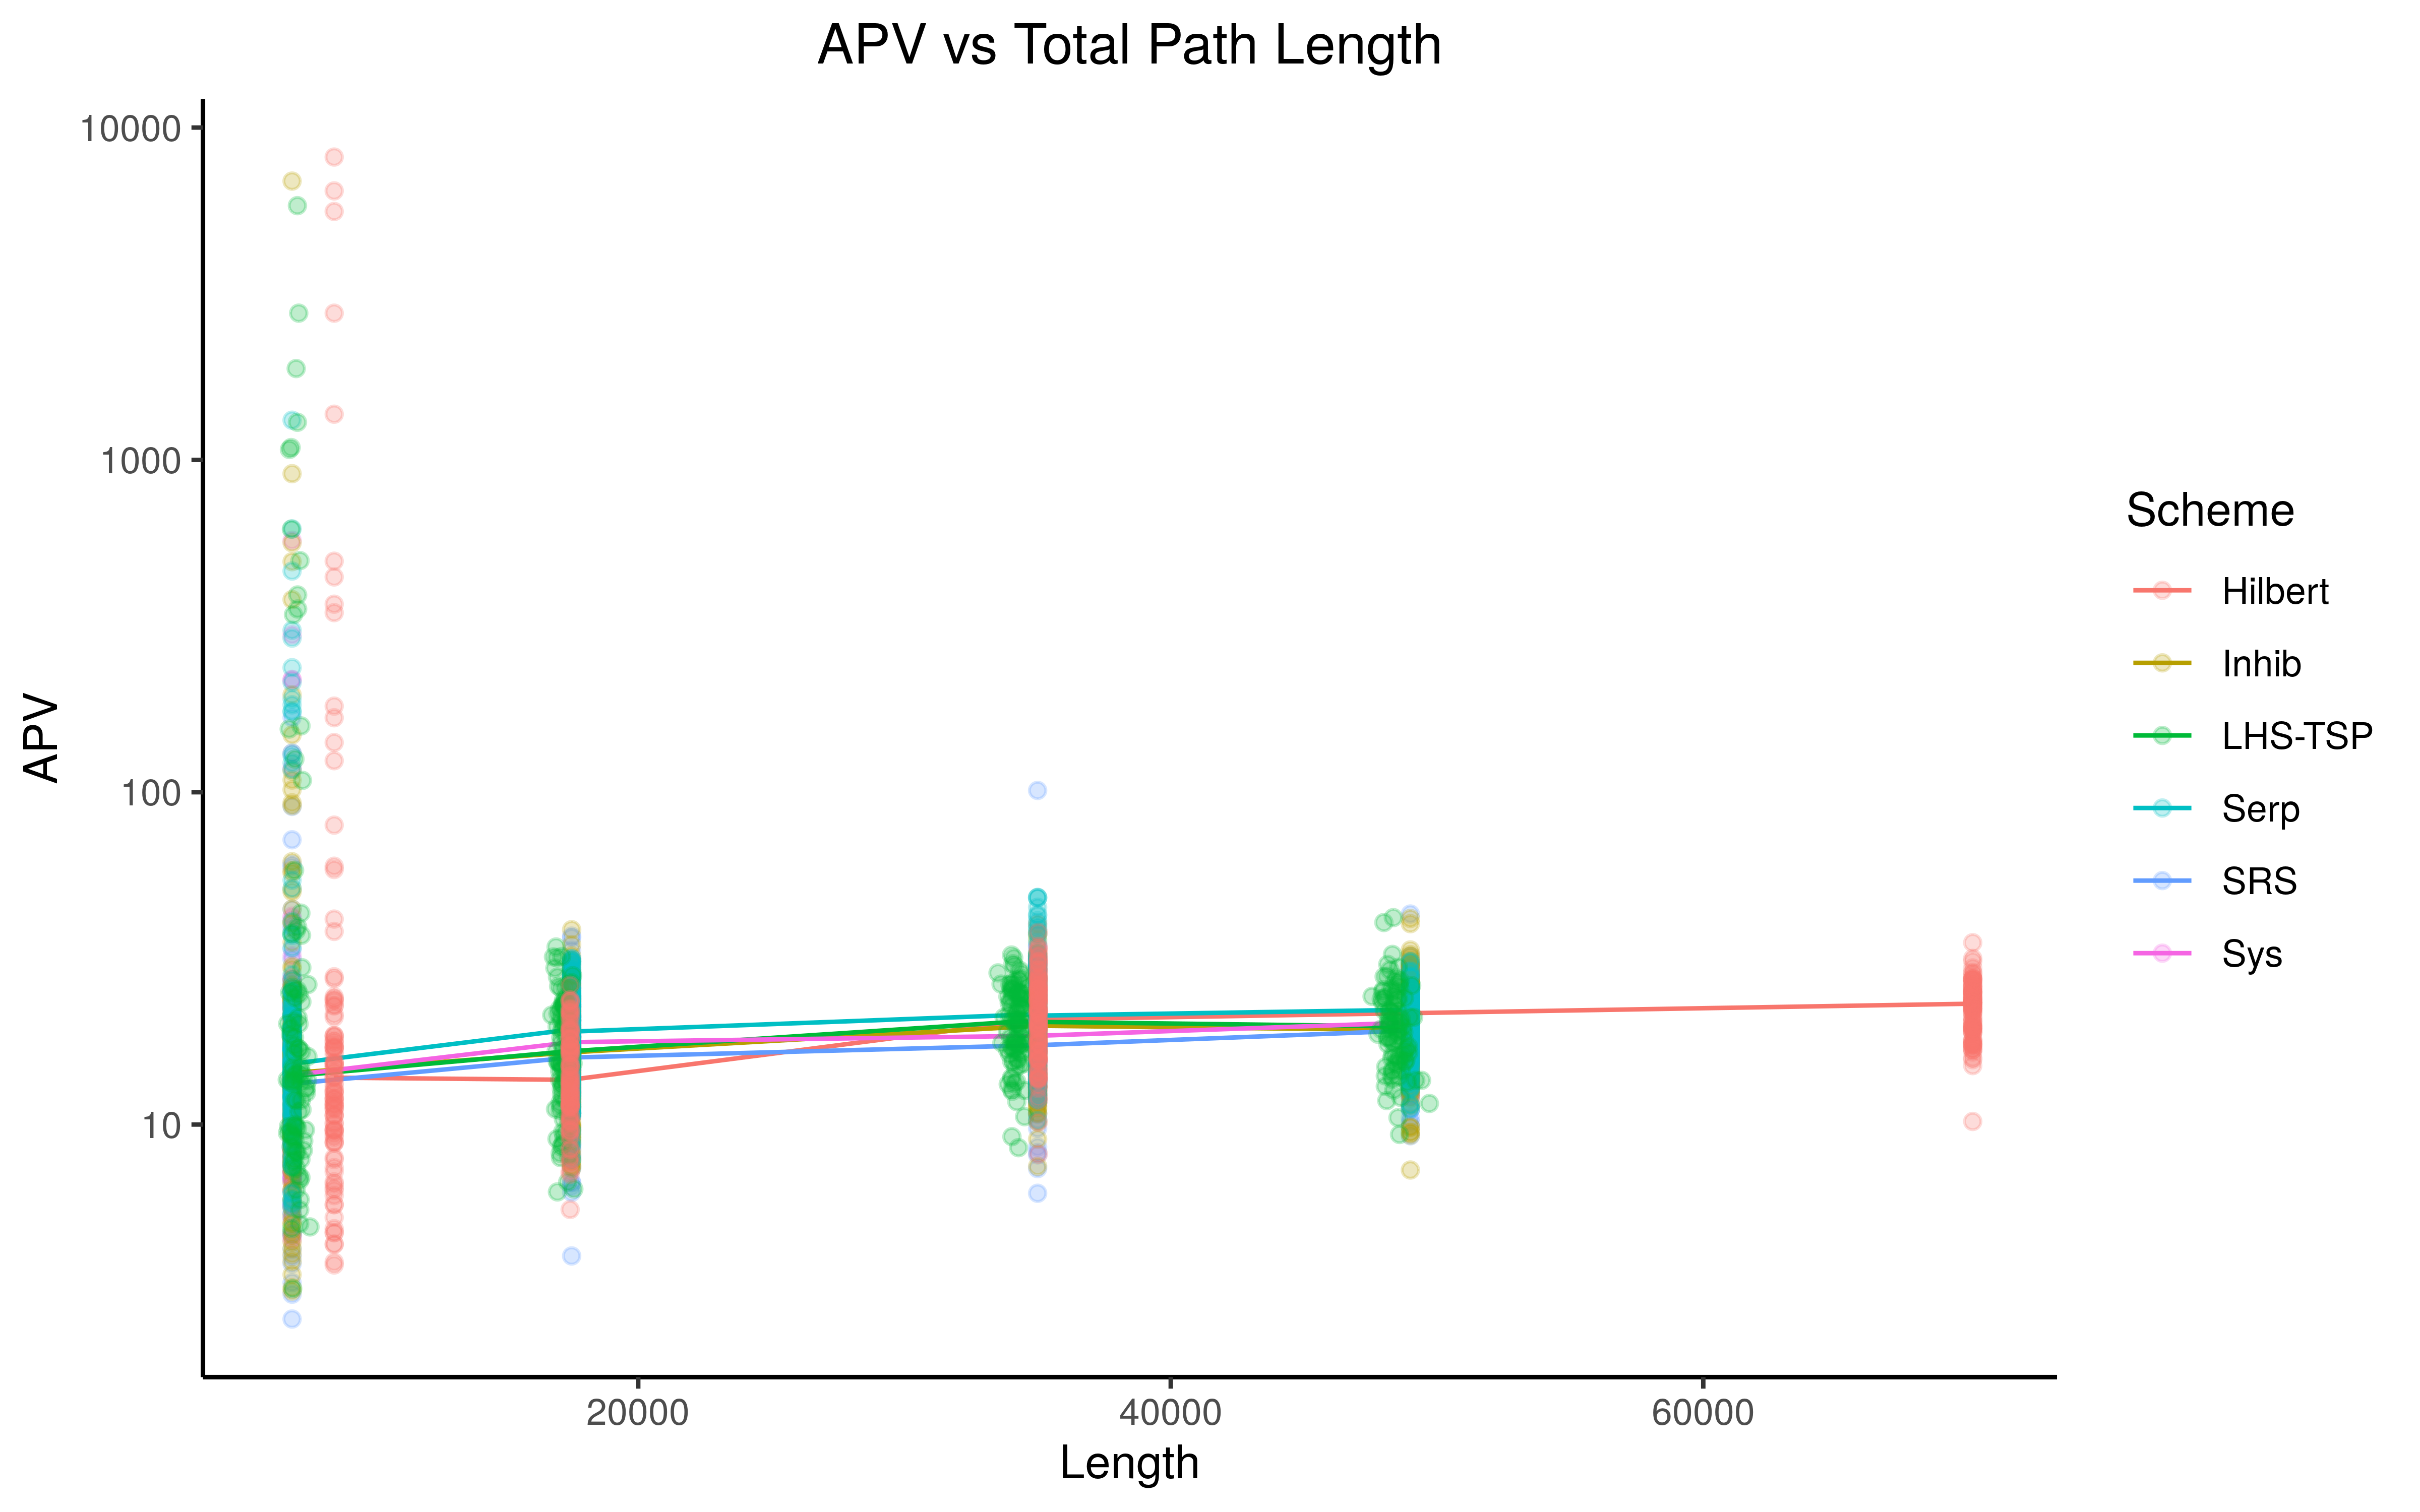 APV vs Total Path Length
10000
1000
100
10
APV
20000
40000
60000
Length
Scheme
Hilbert
Inhib
LHS-TSP
Serp
SRS
Sys